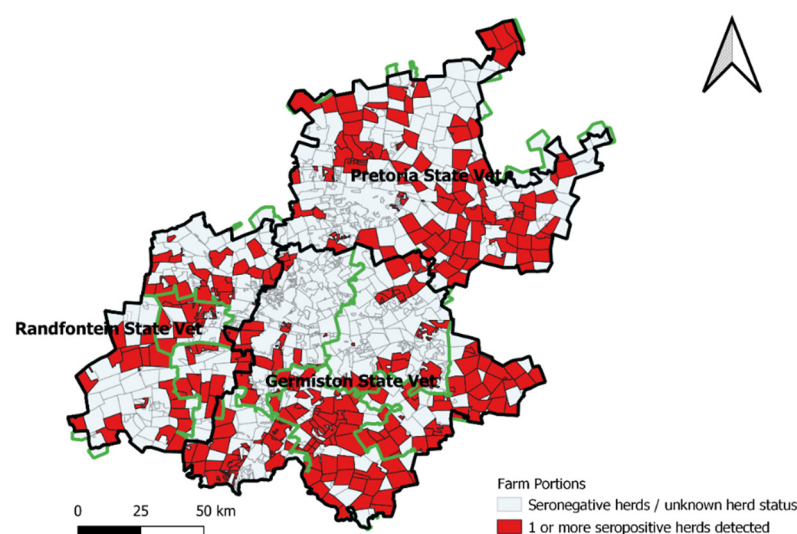 Pretoria State Vet
Randfontein State Vet
Germiston State Vet
Farm Portions
0 25 50 km
Seronegative herds / unknown herd status
1 or more seropositive herds detected